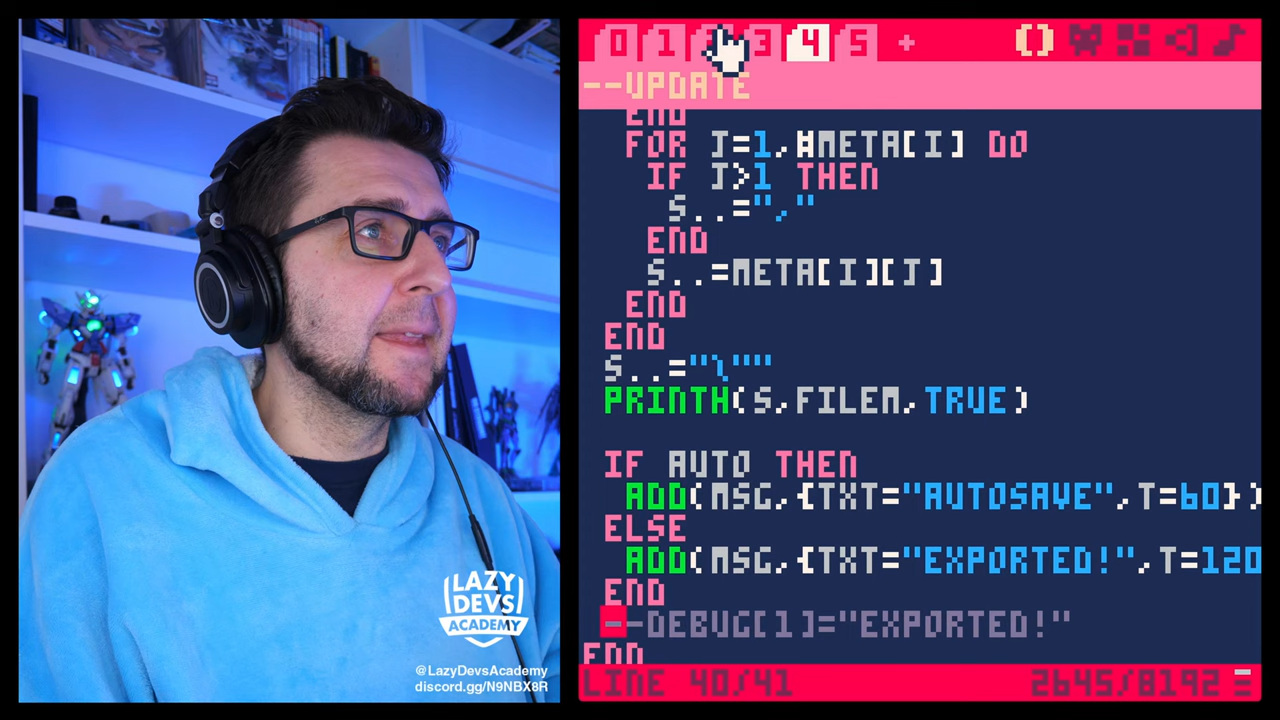 0 1 3 4 5 +
--UPDATE
END
FOR J=1,#META[I] DO
IF J>1 THEN
S..=","
END
S..=META[I][J]
END
END
S..="\""
PRINTH(S,FILEN,TRUE)
IF AUTO THEN
ADD(MSG,{TXT="AUTOSAVE",T=60})
ELSE
ADD(MSG,{TXT="EXPORTED!",T=120
END
--DEBUG[1]="EXPORTED!"
END
LINE 40/41
2645/8192
LAZY
DEVS
ACADEMY
@LazyDevsAcademy
discord.gg/N9NBX8R